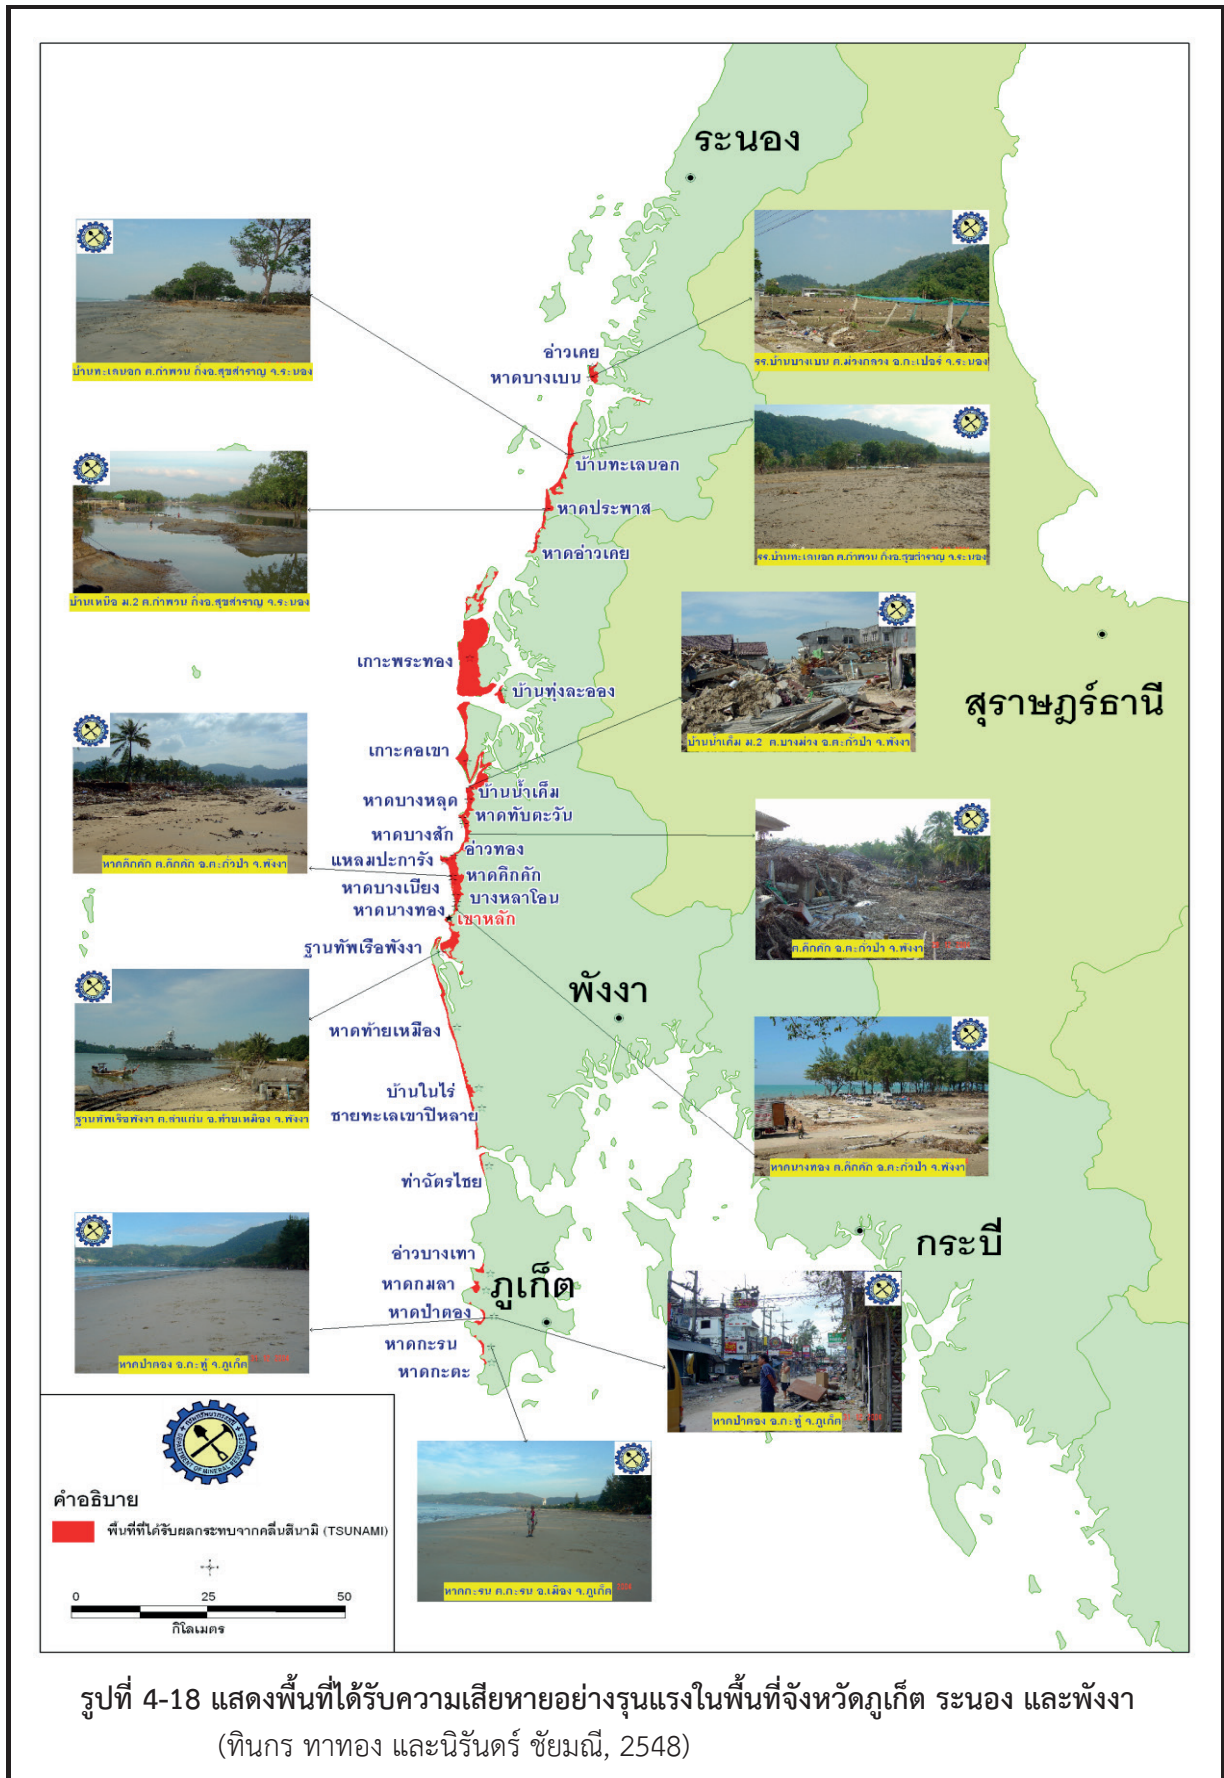 ระนอง
บ้านทะเลนอก ต.กำพวน กิ่งอ.สุขสำราญ จ.ระนอง
รร.บ้านบางเบน ต.ม่วงกลวง อ.กะเปอร์ จ.ระนอง
อ่าวเคย
หาดบางเบน
บ้านทะเลนอก
หาดประพาส
หาดอ่าวเคย
รร.บ้านทะเลนอก ต.กำพวน กิ่งอ.สุขสำราญ จ.ระนอง
บ้านเหนือ ม.2 ต.กำพวน กิ่งอ.สุขสำราญ จ.ระนอง
เกาะพระทอง
บ้านทุ่งละออง
สุราษฎร์ธานี
บ้านน้ำเค็ม ม.2 ต.บางม่วง อ.ตะกั่วป่า จ.พังงา
เกาะคอเขา
บ้านน้ำเค็ม
หาดบางหลุด
หาดทับตะวัน
หาดบางสัก
อ่าวทอง
แหลมปะการัง
หาดคึกคัก
หาดบางเนียง
บางหลาโอน
หาดนางทอง
เขาหลัก
ฐานทัพเรือพังงา
หาดคึกคัก ต.คึกคัก อ.ตะกั่วป่า จ.พังงา
ต.คึกคัก อ.ตะกั่วป่า จ.พังงา
พังงา
หาดท้ายเหมือง
บ้านในไร่
ชายทะเลเขาปิหลาย
ฐานทัพเรือพังงา ต.ลำแก่น อ.ท้ายเหมือง จ.พังงา
หาดนางทอง ต.คึกคัก อ.ตะกั่วป่า จ.พังงา
ท่าฉัตรไชย
กระบี่
อ่าวบางเทา
หาดกมลา
ภูเก็ต
หาดป่าตอง
หาดกะรน
หาดกะตะ
หาดป่าตอง อ.กะทู้ จ.ภูเก็ต
หาดป่าตอง อ.กะทู้ จ.ภูเก็ต
หาดกะรน ต.กะรน อ.เมือง จ.ภูเก็ต
กรมทรัพยากรธรณี
DEPARTMENT OF MINERAL RESOURCES
คำอธิบาย
พื้นที่ที่ได้รับผลกระทบจากคลื่นสึนามิ (TSUNAMI)
0 25 50
กิโลเมตร
รูปที่ 4-18 แสดงพื้นที่ได้รับความเสียหายอย่างรุนแรงในพื้นที่จังหวัดภูเก็ต ระนอง และพังงา
(ทินกร ทาทอง และนิรันดร์ ชัยมณี, 2548)